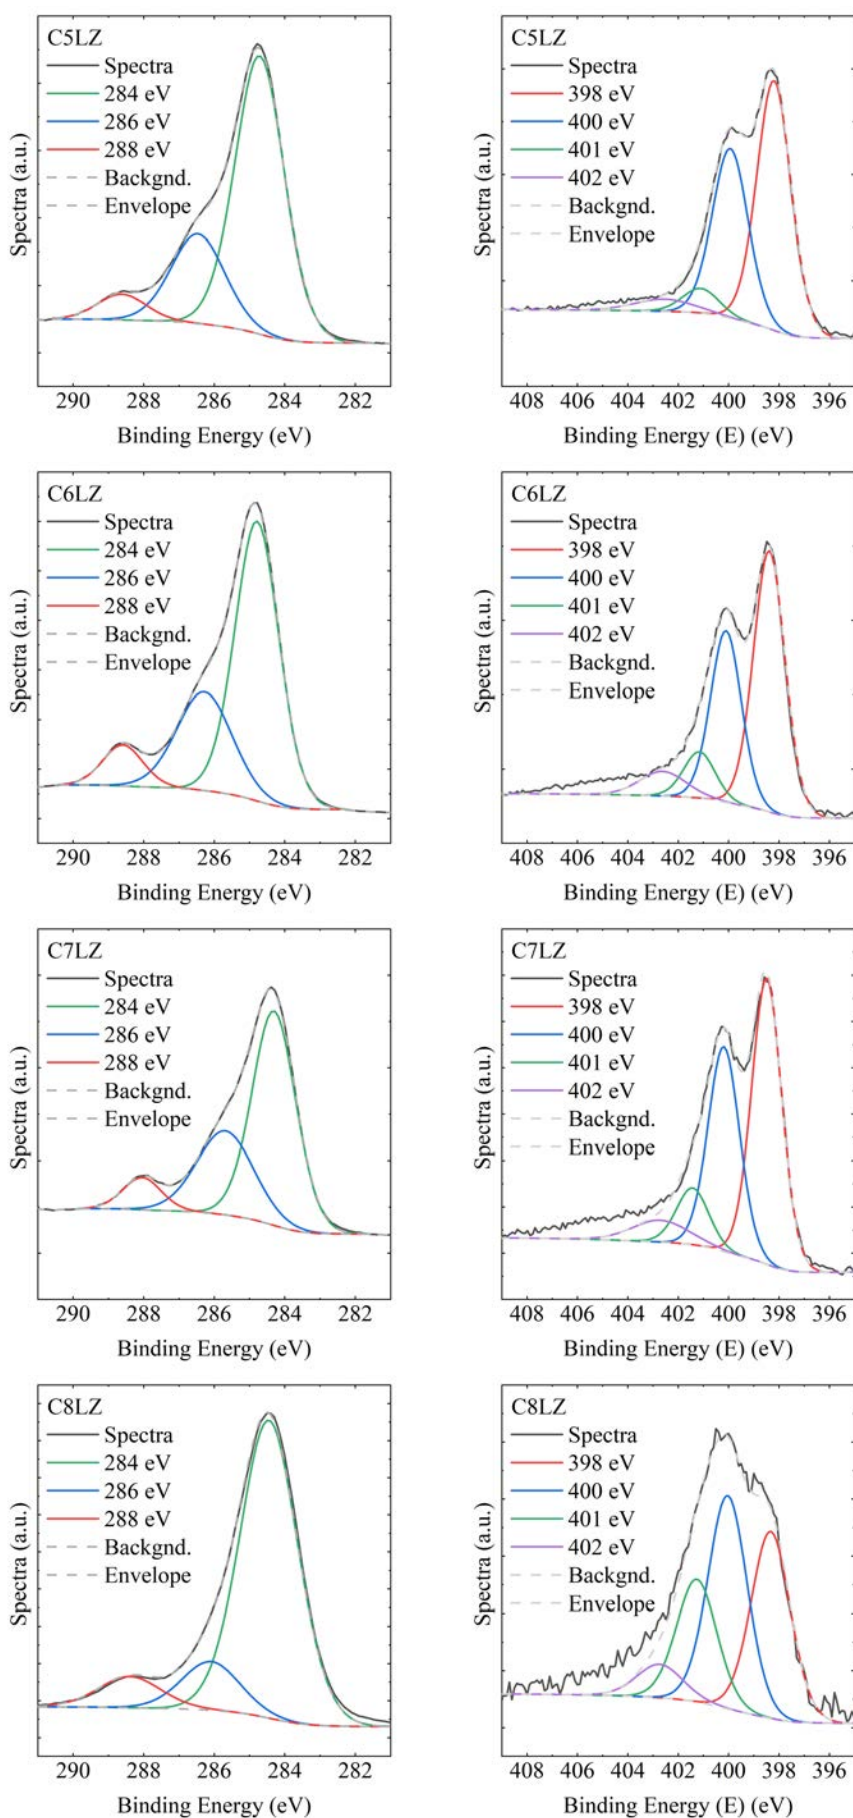 C5LZ
Spectra
284 eV
286 eV
288 eV
Backgnd.
Envelope
Spectra (a.u.)
290 288 286 284 282
Binding Energy (eV)
C5LZ
Spectra
398 eV
400 eV
401 eV
402 eV
Backgnd.
Envelope
Spectra (a.u.)
408 406 404 402 400 398 396
Binding Energy (E) (eV)
C6LZ
Spectra
284 eV
286 eV
288 eV
Backgnd.
Envelope
Spectra (a.u.)
290 288 286 284 282
Binding Energy (eV)
C6LZ
Spectra
398 eV
400 eV
401 eV
402 eV
Backgnd.
Envelope
Spectra (a.u.)
408 406 404 402 400 398 396
Binding Energy (E) (eV)
C7LZ
Spectra
284 eV
286 eV
288 eV
Backgnd.
Envelope
Spectra (a.u.)
290 288 286 284 282
Binding Energy (eV)
C7LZ
Spectra
398 eV
400 eV
401 eV
402 eV
Backgnd.
Envelope
Spectra (a.u.)
408 406 404 402 400 398 396
Binding Energy (E) (eV)
C8LZ
Spectra
284 eV
286 eV
288 eV
Backgnd.
Envelope
Spectra (a.u.)
290 288 286 284 282
Binding Energy (eV)
C8LZ
Spectra
398 eV
400 eV
401 eV
402 eV
Backgnd.
Envelope
Spectra (a.u.)
408 406 404 402 400 398 396
Binding Energy (E) (eV)